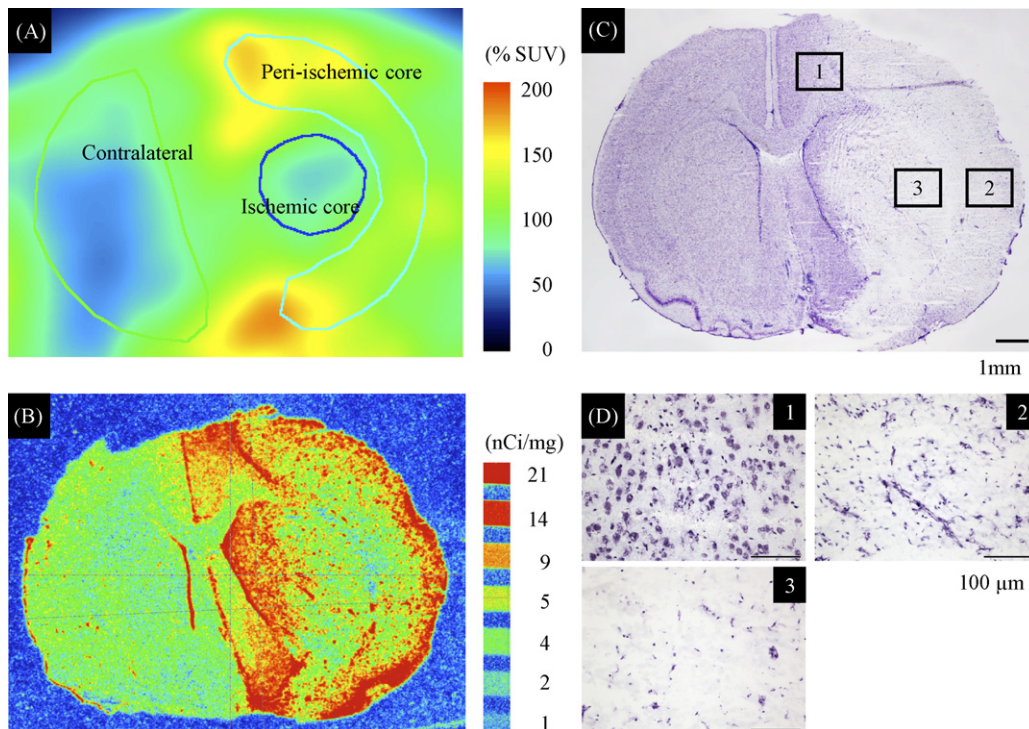 (A)
Peri-ischemic core
Contralateral
Ischemic core
(% SUV)
200
150
100
50
0
(C)
1
3
2
1mm
(B)
(nCi/mg)
21
14
9
5
4
2
1
(D)
1
2
3
100 μm